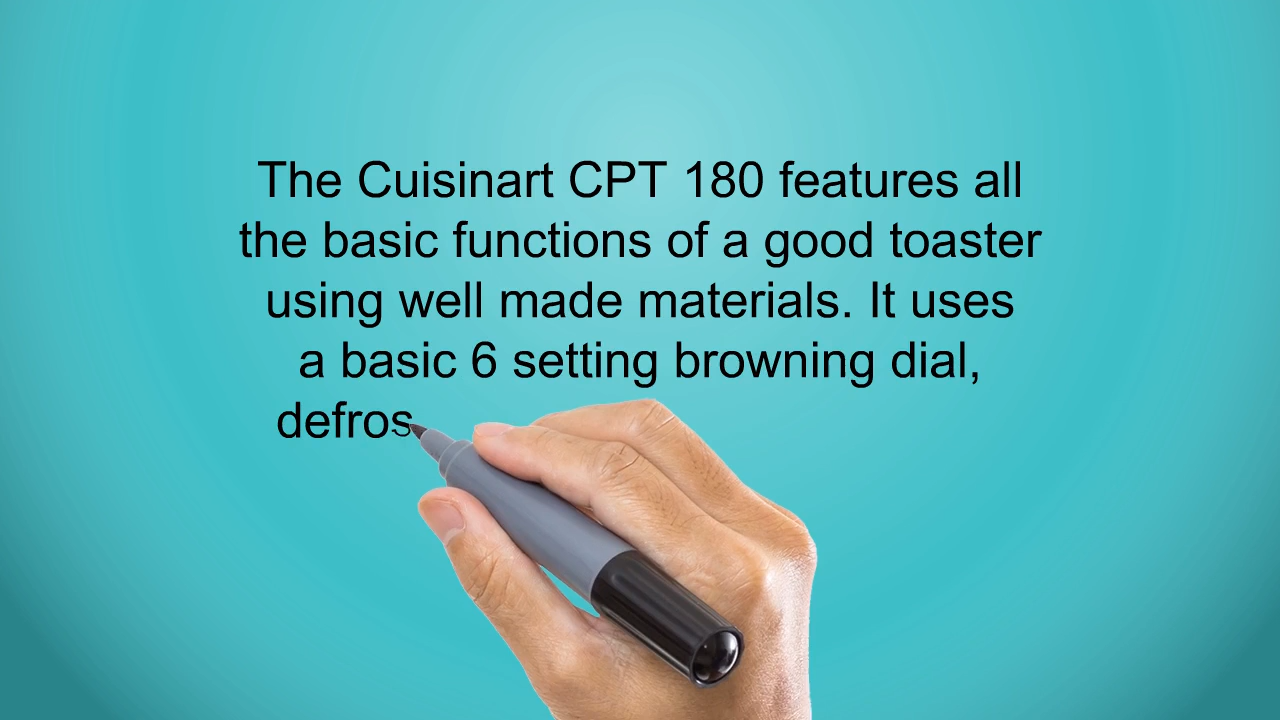 The Cuisinart CPT 180 features all
the basic functions of a good toaster
using well made materials. It uses
a basic 6 setting browning dial,
defros